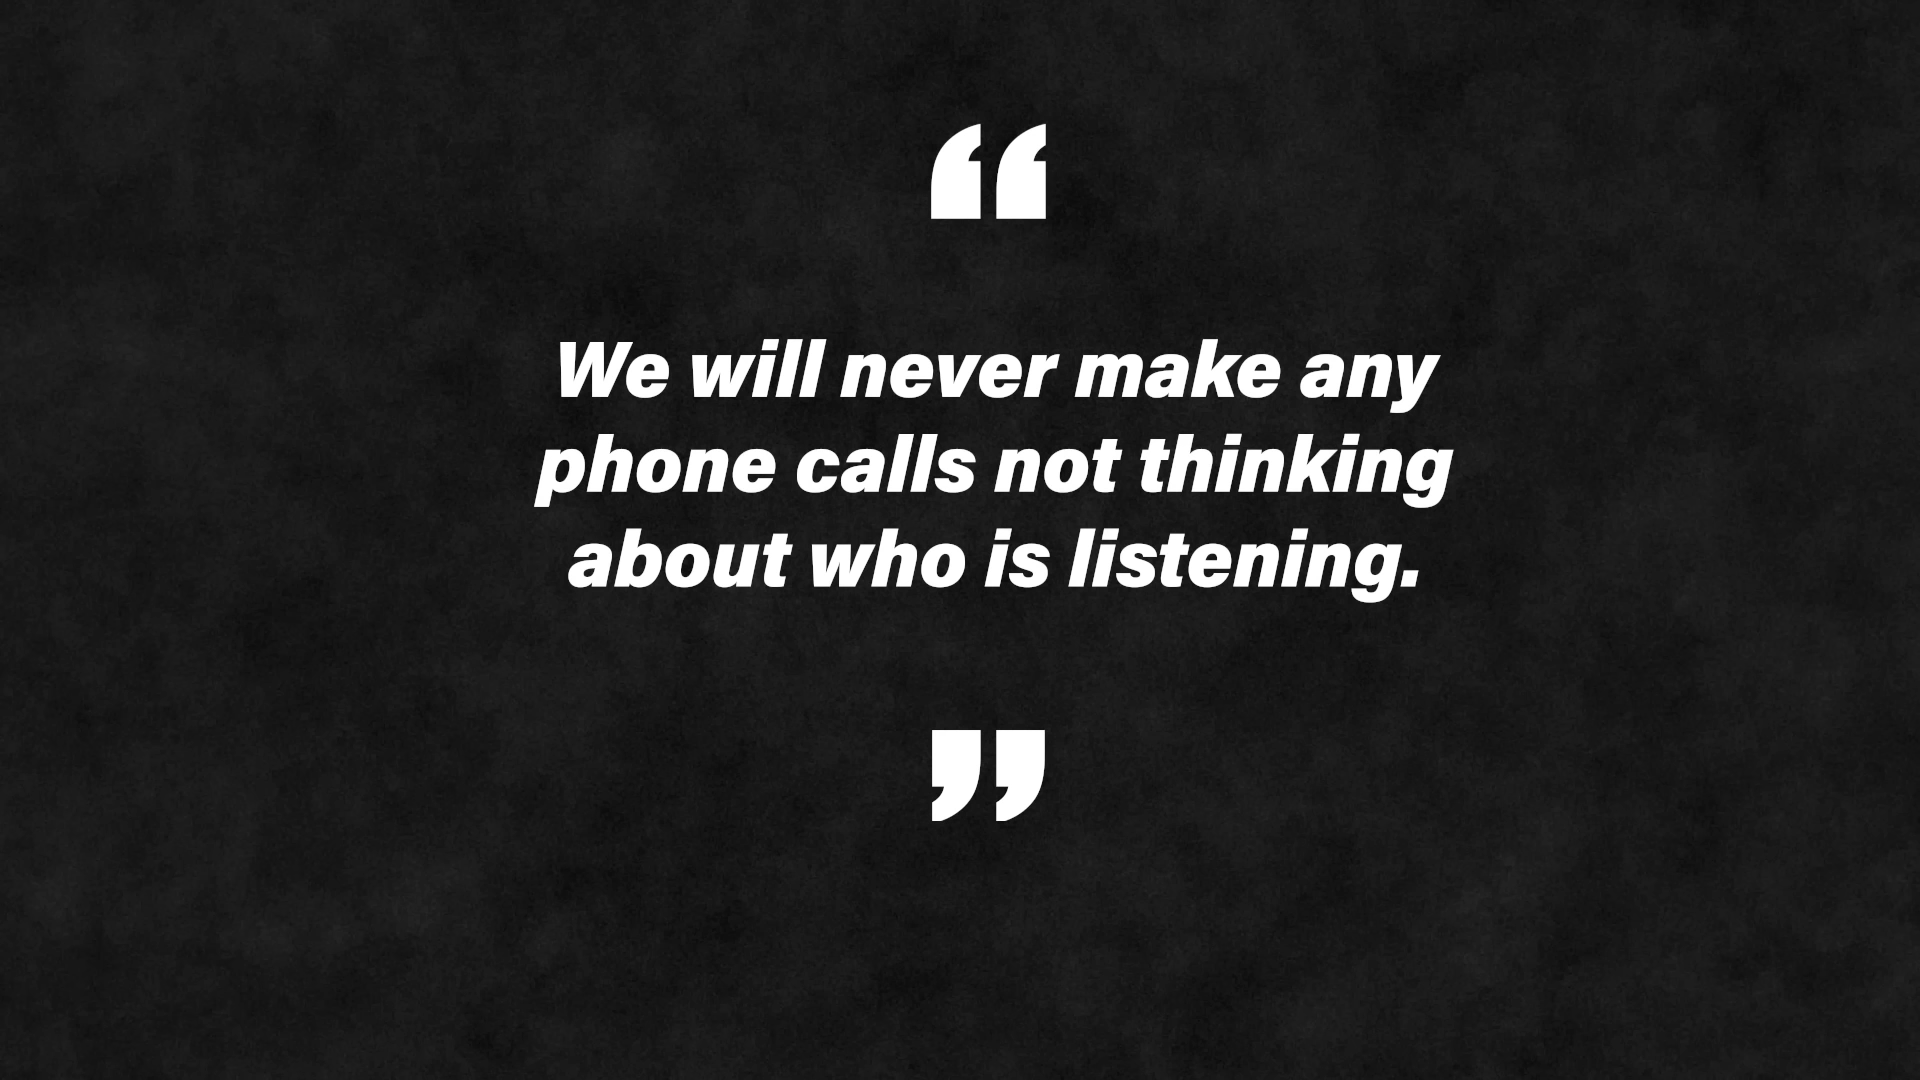 “
We will never make any
phone calls not thinking
about who is listening.
”